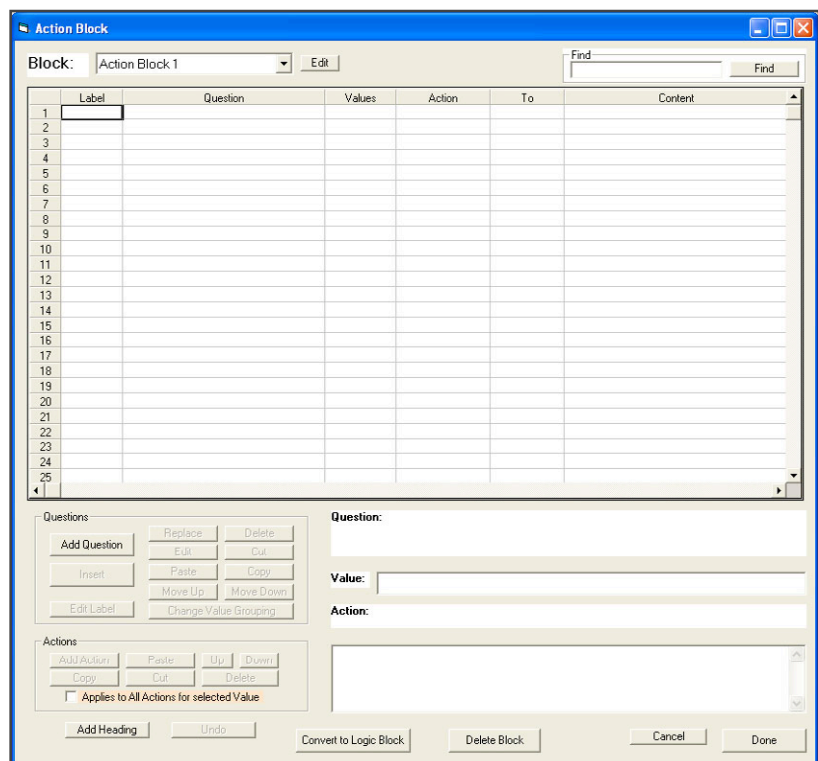 Action Block
Block: Action Block 1 Edit
Find
Find
Label Question Values Action To Content
1
2
3
4
5
6
7
8
9
10
11
12
13
14
15
16
17
18
19
20
21
22
23
24
25
Questions
Add Question Replace Delete
Edit Cut
Insert Paste Copy
Move Up Move Down
Edit Label Change Value Grouping
Question:
Value:
Action:
Actions
Add Action Paste Up Down
Copy Cut Delete
Applies to All Actions for selected Value
Add Heading Undo
Convert to Logic Block Delete Block Cancel Done